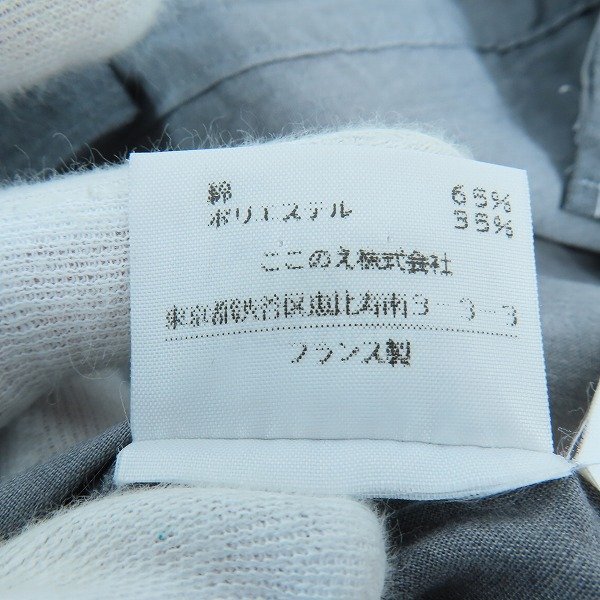 綿 65%
ポリエステル 35%
ここのえ株式会社
東京都渋谷区恵比寿南3-3-3
フランス製